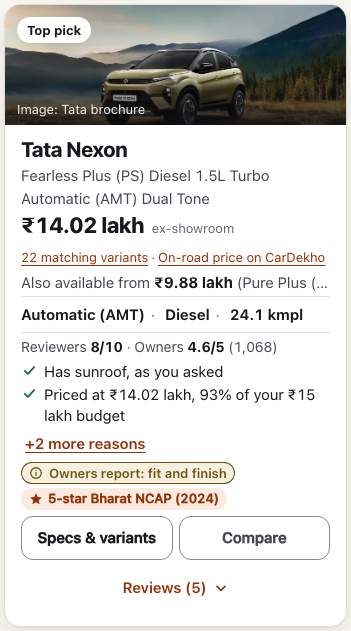 Top pick
Image: Tata brochure
Tata Nexon
Fearless Plus (PS) Diesel 1.5L Turbo
Automatic (AMT) Dual Tone
₹14.02 lakh ex-showroom
22 matching variants · On-road price on CarDekho
Also available from ₹9.88 lakh (Pure Plus (...
Automatic (AMT) · Diesel · 24.1 kmpl
Reviewers 8/10 · Owners 4.6/5 (1,068)
Has sunroof, as you asked
Priced at ₹14.02 lakh, 93% of your ₹15
lakh budget
+2 more reasons
Owners report: fit and finish
5-star Bharat NCAP (2024)
Specs & variants
Compare
Reviews (5)